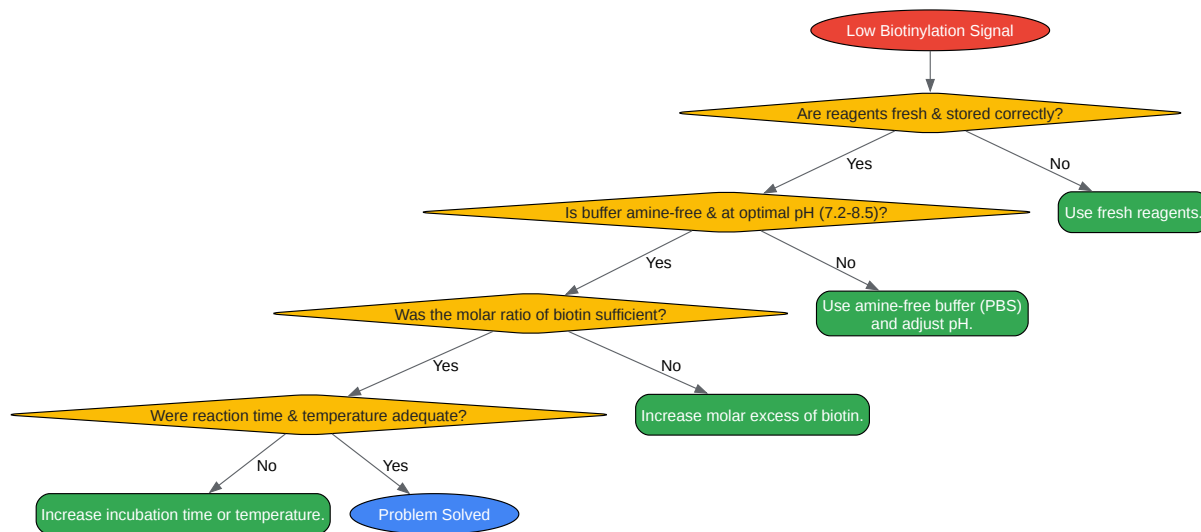 Low Biotinylation Signal
Are reagents fresh & stored correctly?
Yes
No
Is buffer amine-free & at optimal pH (7.2-8.5)?
Use fresh reagents.
Yes
No
Was the molar ratio of biotin sufficient?
Use amine-free buffer (PBS)
and adjust pH.
Yes
No
Were reaction time & temperature adequate?
Increase molar excess of biotin.
No
Yes
Increase incubation time or temperature.
Problem Solved